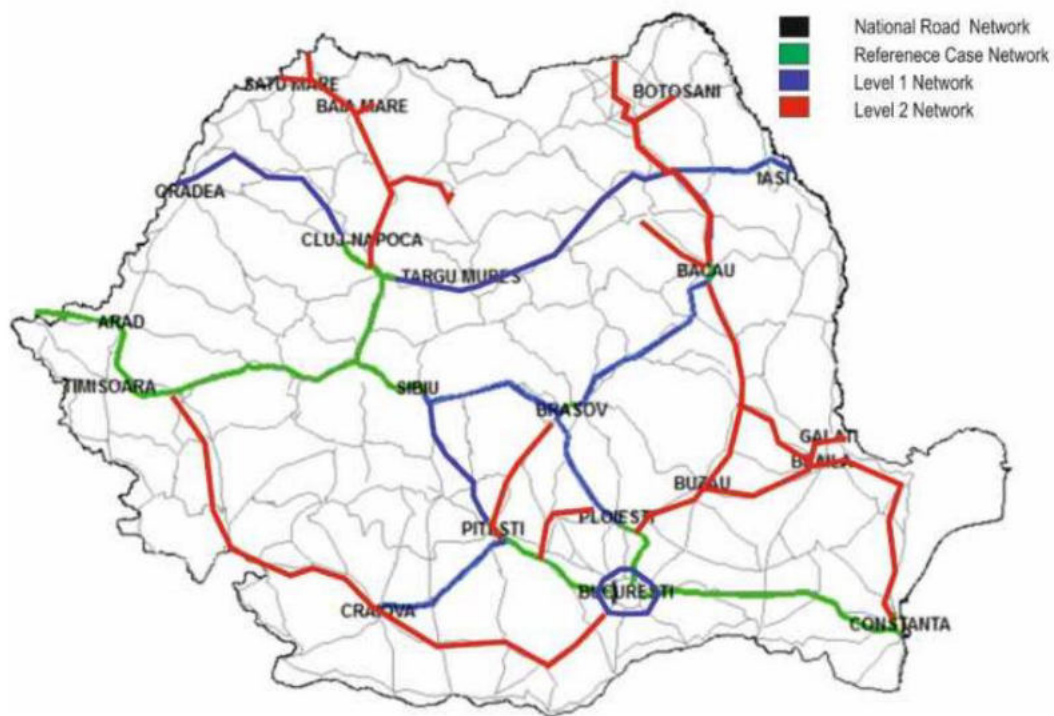 National Road Network
Referenece Case Network
Level 1 Network
Level 2 Network
SATU MARE
BAIA MARE
BOTOSANI
ORADEA
IASI
CLUJ-NAPOCA
TARGU MURES
BACAU
ARAD
TIMISOARA
SIBIU
BRASOV
GALATI
BRAILA
BUZAU
PITESTI
PLOIESTI
BUCURESTI
CRAIOVA
CONSTANTA